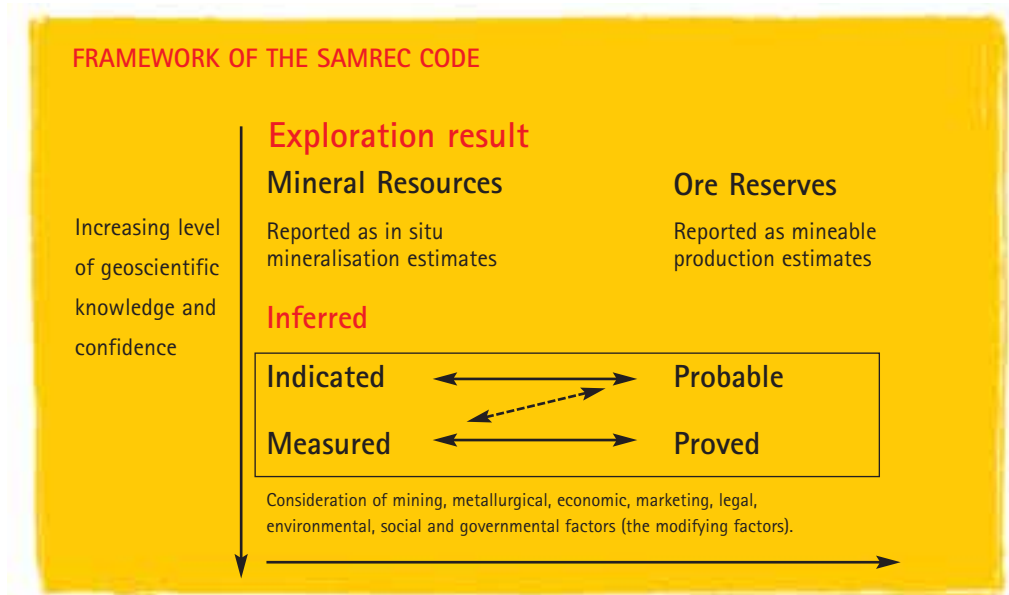 FRAMEWORK OF THE SAMREC CODE
Exploration result
Mineral Resources
Ore Reserves
Increasing level
of geoscientific
knowledge and
confidence
Reported as in situ
mineralisation estimates
Reported as mineable
production estimates
Inferred
Indicated
Probable
Measured
Proved
Consideration of mining, metallurgical, economic, marketing, legal,
environmental, social and governmental factors (the modifying factors).